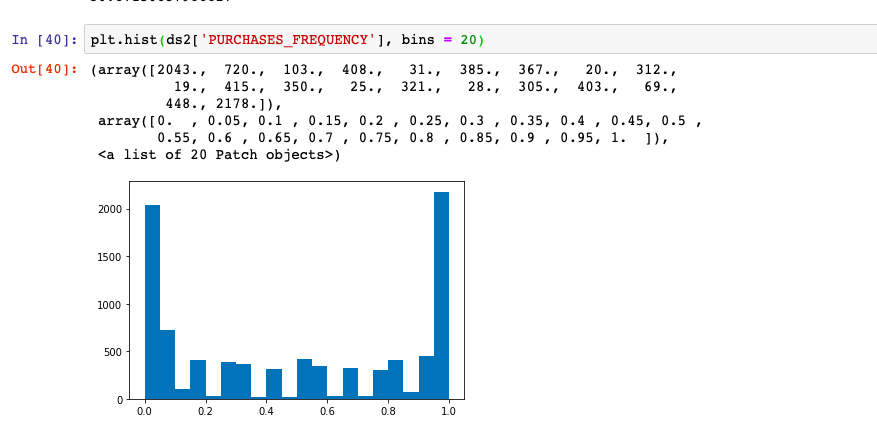 In [40]: plt.hist(ds2['PURCHASES_FREQUENCY'], bins = 20)
Out[40]: (array([2043., 720., 103., 408., 31., 385., 367., 20., 312.,
19., 415., 350., 25., 321., 28., 305., 403., 69.,
448., 2178.]),
array([0. , 0.05, 0.1 , 0.15, 0.2 , 0.25, 0.3 , 0.35, 0.4 , 0.45, 0.5 ,
0.55, 0.6 , 0.65, 0.7 , 0.75, 0.8 , 0.85, 0.9 , 0.95, 1. ]),
<a list of 20 Patch objects>)
2000
1500
1000
500
0
0.0 0.2 0.4 0.6 0.8 1.0